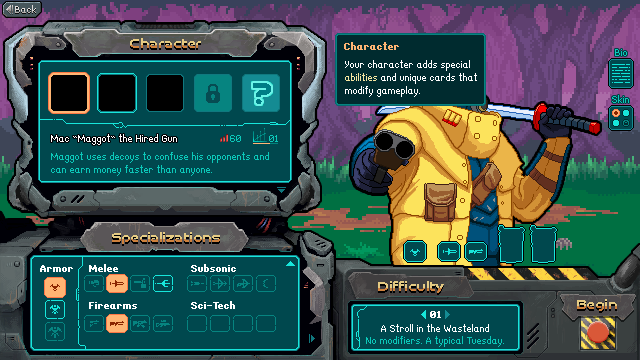 Back
Character
Mac "Maggot" the Hired Gun
60
01
Maggot uses decoys to confuse his opponents and
can earn money faster than anyone.
Character
Your character adds special
abilities and unique cards that
modify gameplay.
Bio
Skin
Specializations
Armor
Melee
Subsonic
Firearms
Sci-Tech
Difficulty
01
A Stroll in the Wasteland
No modifiers. A typical Tuesday.
Begin